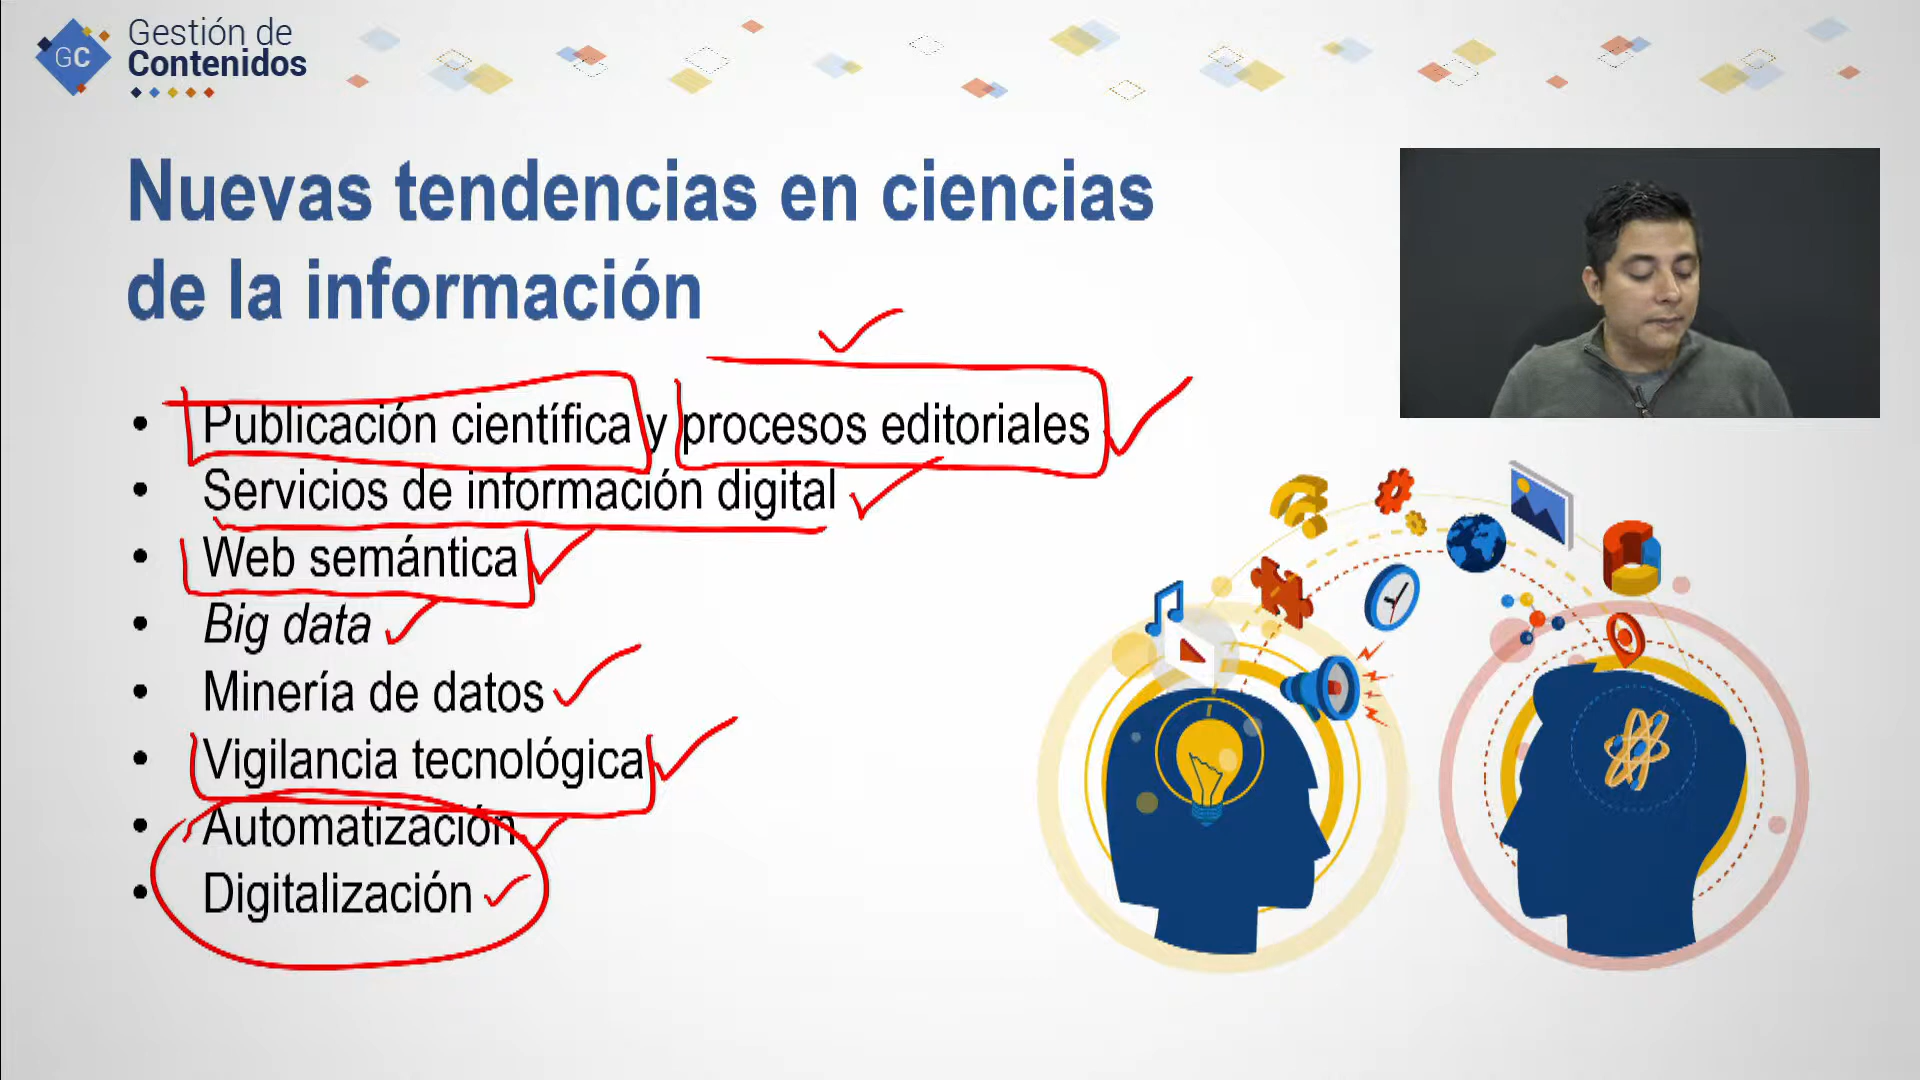 GC
Gestión de
Contenidos
Nuevas tendencias en ciencias
de la información
• Publicación científica y procesos editoriales
• Servicios de información digital
• Web semántica
• Big data
• Minería de datos
• Vigilancia tecnológica
• Automatización
• Digitalización